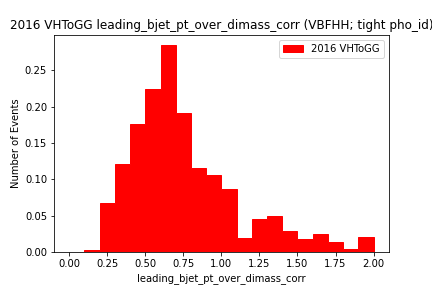 2016 VHToGG leading_bjet_pt_over_dimass_corr (VBFHH; tight pho_id)
2016 VHToGG
Number of Events
0.25
0.20
0.15
0.10
0.05
0.00
0.00 0.25 0.50 0.75 1.00 1.25 1.50 1.75 2.00
leading_bjet_pt_over_dimass_corr